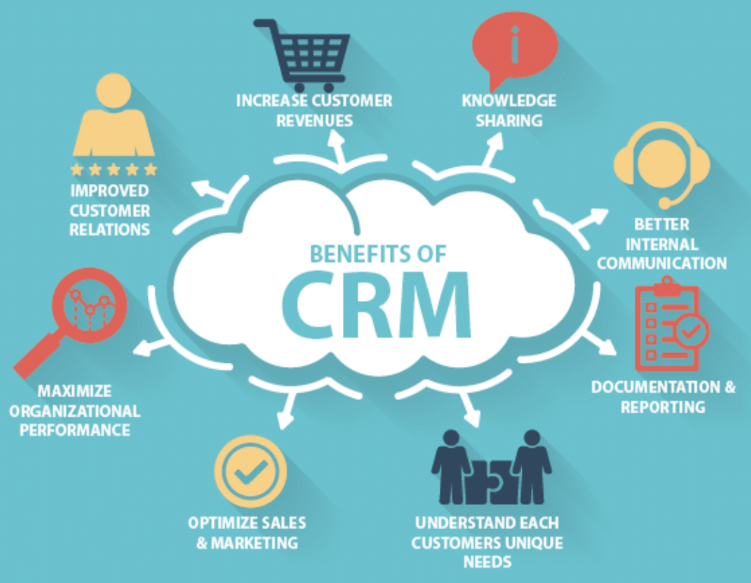 BENEFITS OF
CRM
INCREASE CUSTOMER
REVENUES
KNOWLEDGE
SHARING
BETTER
INTERNAL
COMMUNICATION
DOCUMENTATION &
REPORTING
UNDERSTAND EACH
CUSTOMERS UNIQUE
NEEDS
OPTIMIZE SALES
& MARKETING
MAXIMIZE
ORGANIZATIONAL
PERFORMANCE
IMPROVED
CUSTOMER
RELATIONS
i